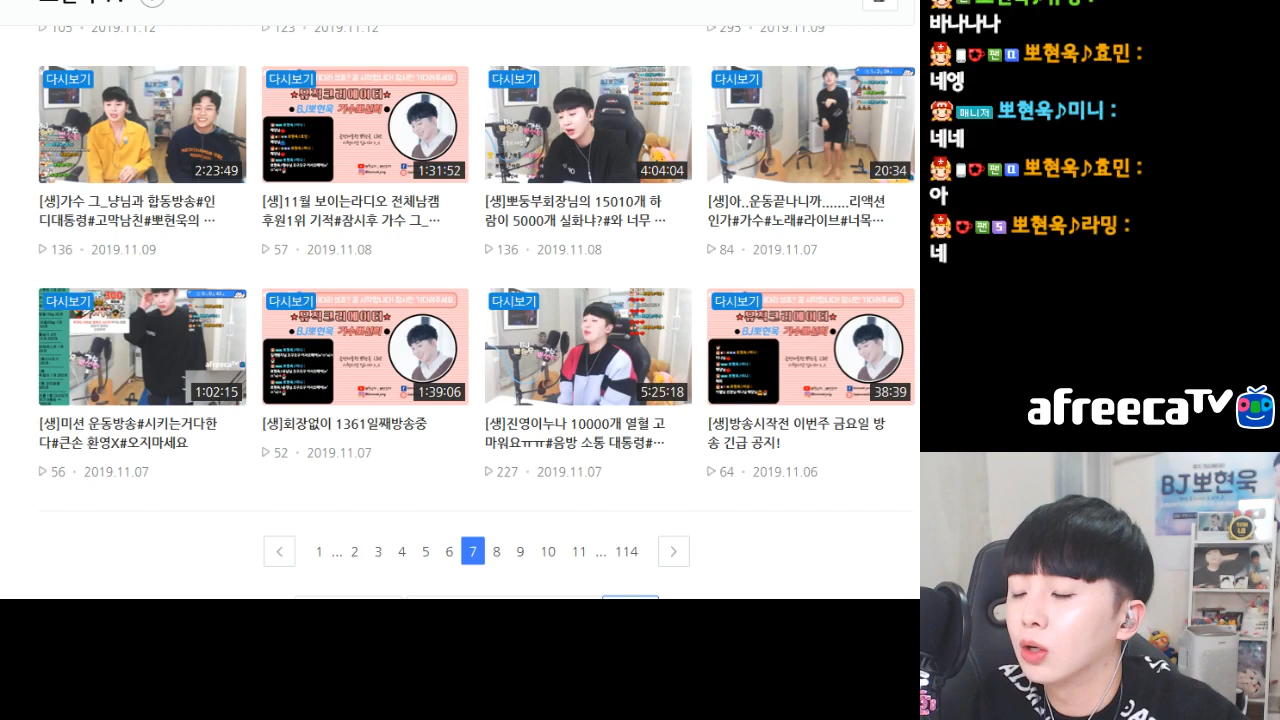 105 • 2019.11.12
123 • 2019.11.12
295 • 2019.11.09
다시보기
2:23:49
[생]가수 그_냥님과 합동방송#인
디대통령#고막남친#뽀현욱의 …
136 • 2019.11.09
다시보기
1:31:52
[생]11월 보이는라디오 전체남캠
후원1위 기적#잠시후 가수 그_…
57 • 2019.11.08
다시보기
4:04:04
[생]뽀둥부회장님의 15010개 하
람이 5000개 실화냐?#와 너무 …
136 • 2019.11.08
다시보기
20:34
[생]아..운동끝나니까.......리액션
인가#가수#노래#라이브#너목…
84 • 2019.11.07
다시보기
afreecaTV
1:02:15
[생]미션 운동방송#시키는거다한
다#큰손 환영X#오지마세요
56 • 2019.11.07
다시보기
1:39:06
[생]회장없이 1361일째방송중
52 • 2019.11.07
다시보기
5:25:18
[생]진영이누나 10000개 열혈 고
마워요ㅠㅠ#음방 소통 대통령#…
227 • 2019.11.07
다시보기
38:39
[생]방송시작전 이번주 금요일 방
송 긴급 공지!
64 • 2019.11.06
1 ... 2 3 4 5 6 7 8 9 10 11 ... 114
바나나나
팬 뽀현욱♪효민 :
네엥
매니저 뽀현욱♪미니 :
네네
팬 뽀현욱♪효민 :
아
팬 5 뽀현욱♪라밍 :
네
afreecaTV
BJ뽀현욱